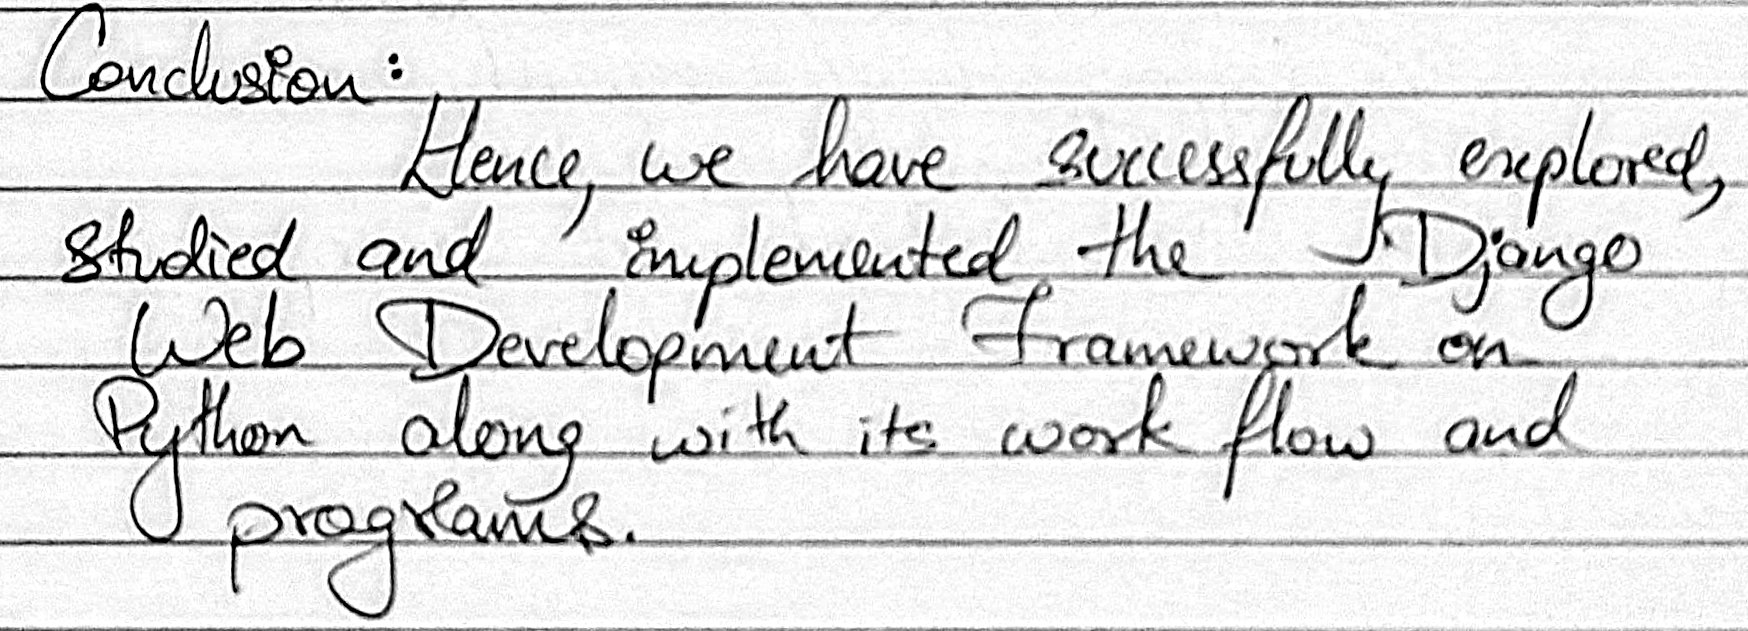 Conclusion:
Hence, we have successfully explored,
studied and implemented the Django
Web Development Framework on
Python along with its work flow and
programs.